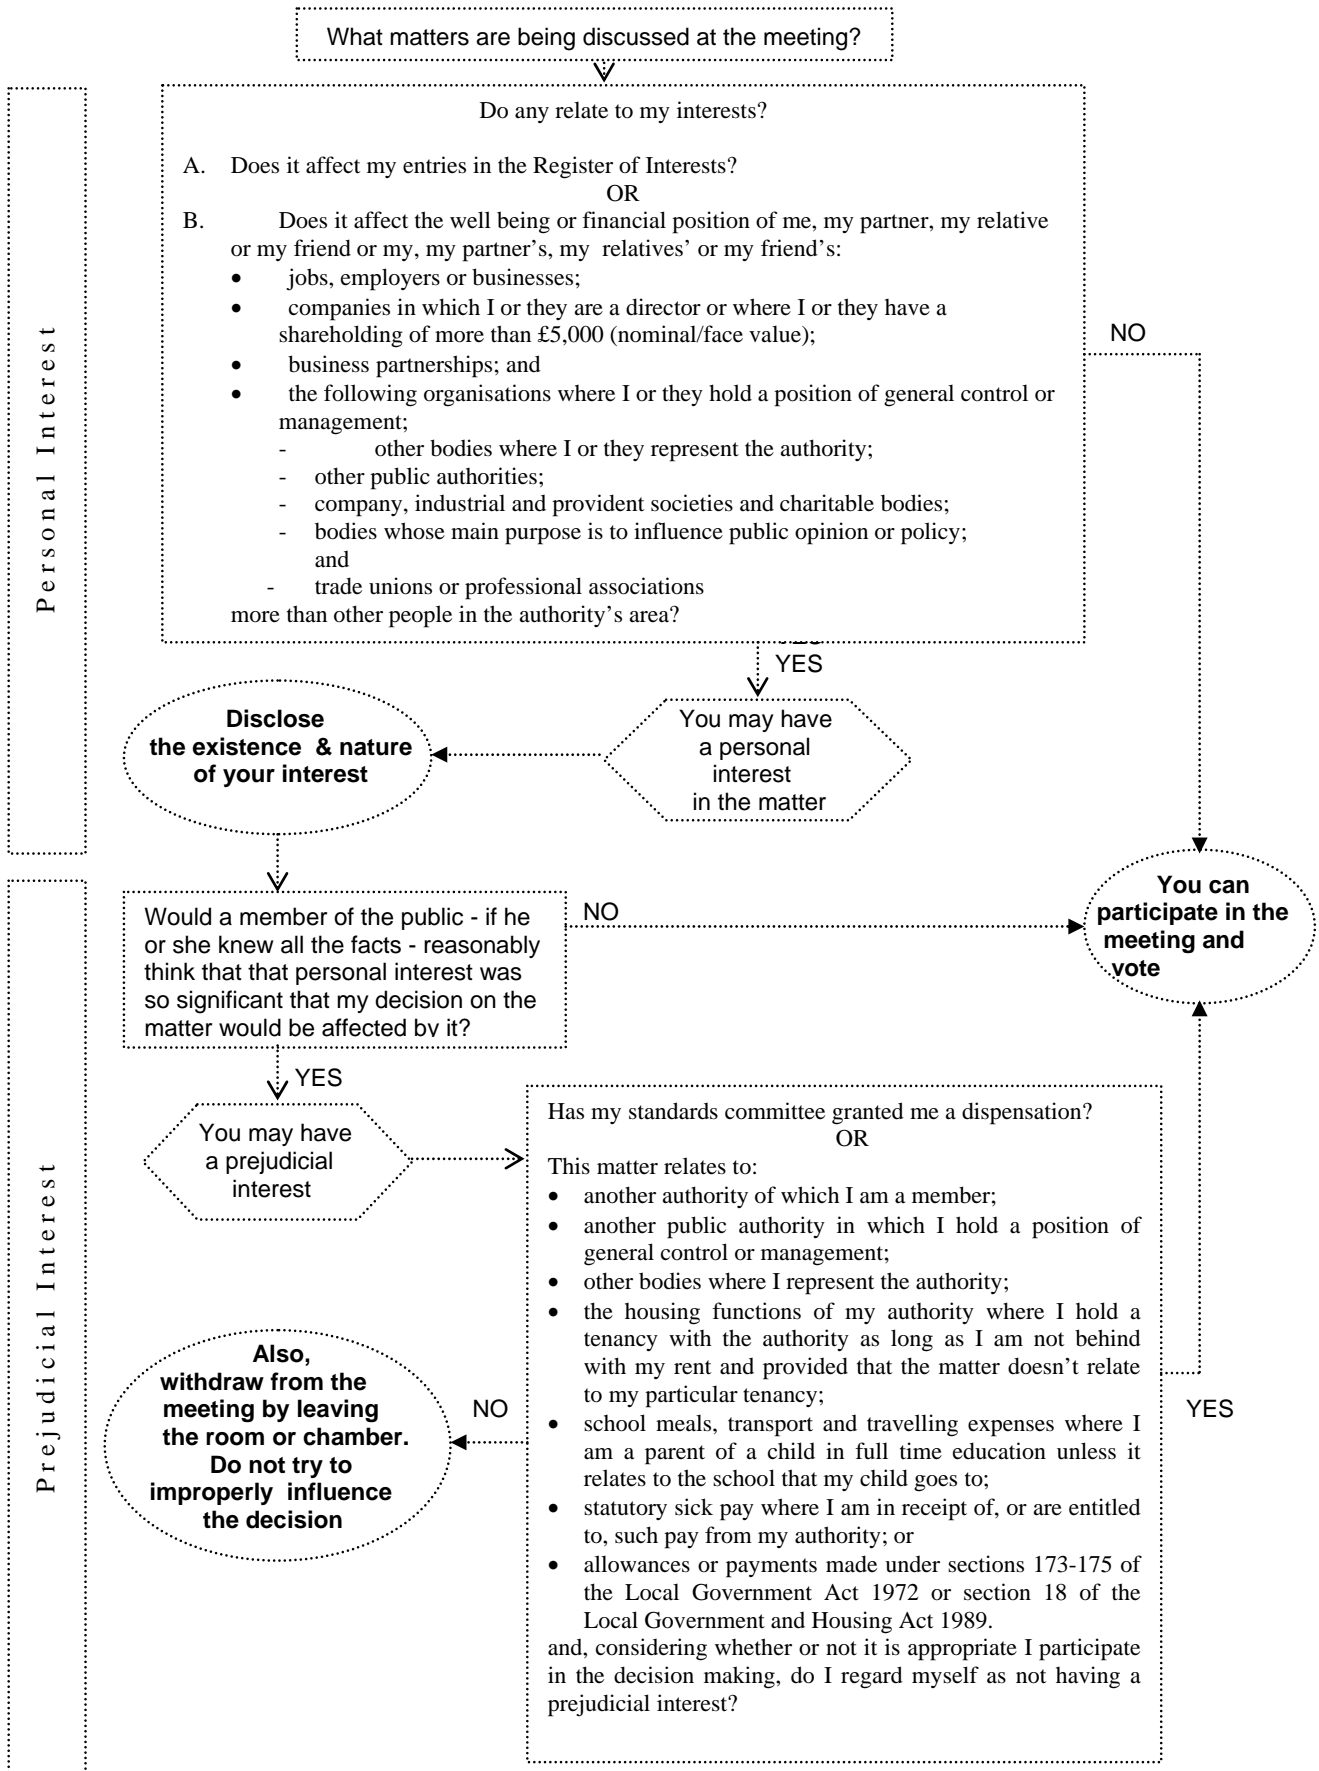 What matters are being discussed at the meeting?
Personal Interest
Do any relate to my interests?
A. Does it affect my entries in the Register of Interests?
OR
B. Does it affect the well being or financial position of me, my partner, my relative
or my friend or my, my partner's, my relatives' or my friend's:
• jobs, employers or businesses;
• companies in which I or they are a director or where I or they have a
shareholding of more than £5,000 (nominal/face value);
• business partnerships; and
• the following organisations where I or they hold a position of general control or
management;
- other bodies where I or they represent the authority;
- other public authorities;
- company, industrial and provident societies and charitable bodies;
- bodies whose main purpose is to influence public opinion or policy;
and
- trade unions or professional associations
more than other people in the authority's area?
NO
YES
You may have
a personal
interest
in the matter
Disclose
the existence & nature
of your interest
Prejudicial Interest
Would a member of the public - if he
or she knew all the facts - reasonably
think that that personal interest was
so significant that my decision on the
matter would be affected by it?
NO
You can
participate in the
meeting and
vote
YES
You may have
a prejudicial
interest
Has my standards committee granted me a dispensation?
OR
This matter relates to:
• another authority of which I am a member;
• another public authority in which I hold a position of
general control or management;
• other bodies where I represent the authority;
• the housing functions of my authority where I hold a
tenancy with the authority as long as I am not behind
with my rent and provided that the matter doesn't relate
to my particular tenancy;
• school meals, transport and travelling expenses where I
am a parent of a child in full time education unless it
relates to the school that my child goes to;
• statutory sick pay where I am in receipt of, or are entitled
to, such pay from my authority; or
• allowances or payments made under sections 173-175 of
the Local Government Act 1972 or section 18 of the
Local Government and Housing Act 1989.
and, considering whether or not it is appropriate I participate
in the decision making, do I regard myself as not having a
prejudicial interest?
YES
NO
Also,
withdraw from the
meeting by leaving
the room or chamber.
Do not try to
improperly influence
the decision